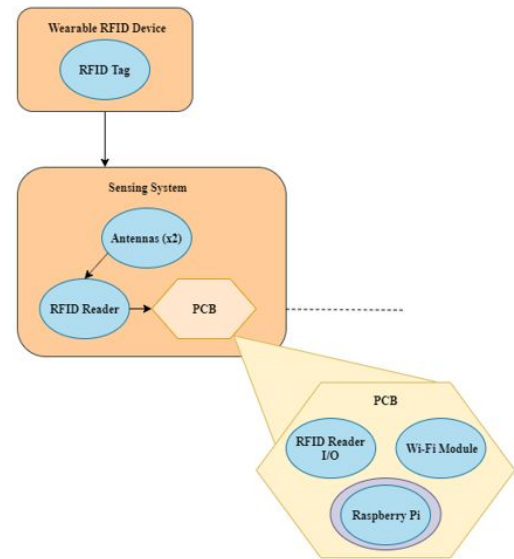 Wearable RFID Device
RFID Tag
Sensing System
Antennas (x2)
RFID Reader
PCB
PCB
RFID Reader
I/O
Wi-Fi Module
Raspberry Pi